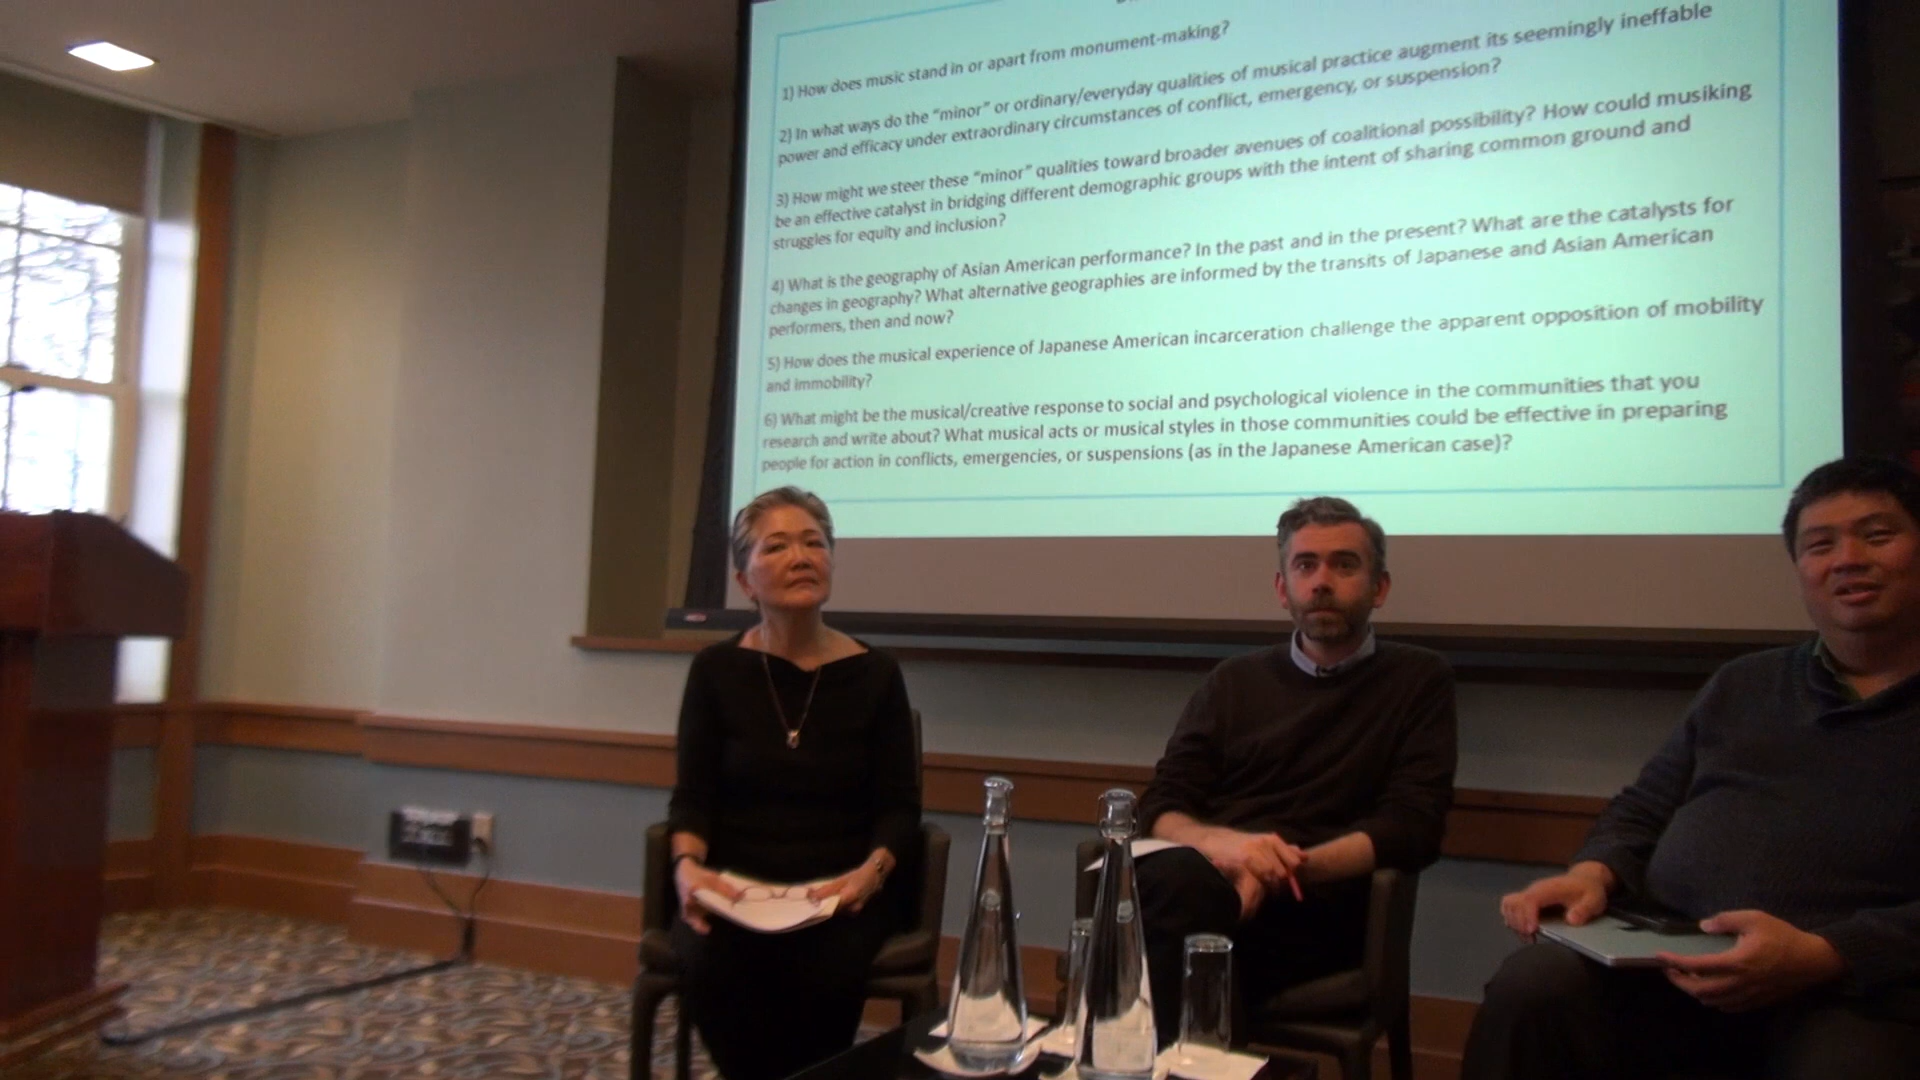 1) How does music stand in or apart from monument-making?
2) In what ways do the “minor” or ordinary/everyday qualities of musical practice augment its seemingly ineffable
power and efficacy under extraordinary circumstances of conflict, emergency, or suspension?
3) How might we steer these “minor” qualities toward broader avenues of coalitional possibility? How could musiking
be an effective catalyst in bridging different demographic groups with the intent of sharing common ground and
struggles for equity and inclusion?
4) What is the geography of Asian American performance? In the past and in the present? What are the catalysts for
changes in geography? What alternative geographies are informed by the transits of Japanese and Asian American
performers, then and now?
5) How does the musical experience of Japanese American incarceration challenge the apparent opposition of mobility
and immobility?
6) What might be the musical/creative response to social and psychological violence in the communities that you
research and write about? What musical acts or musical styles in those communities could be effective in preparing
people for action in conflicts, emergencies, or suspensions (as in the Japanese American case)?